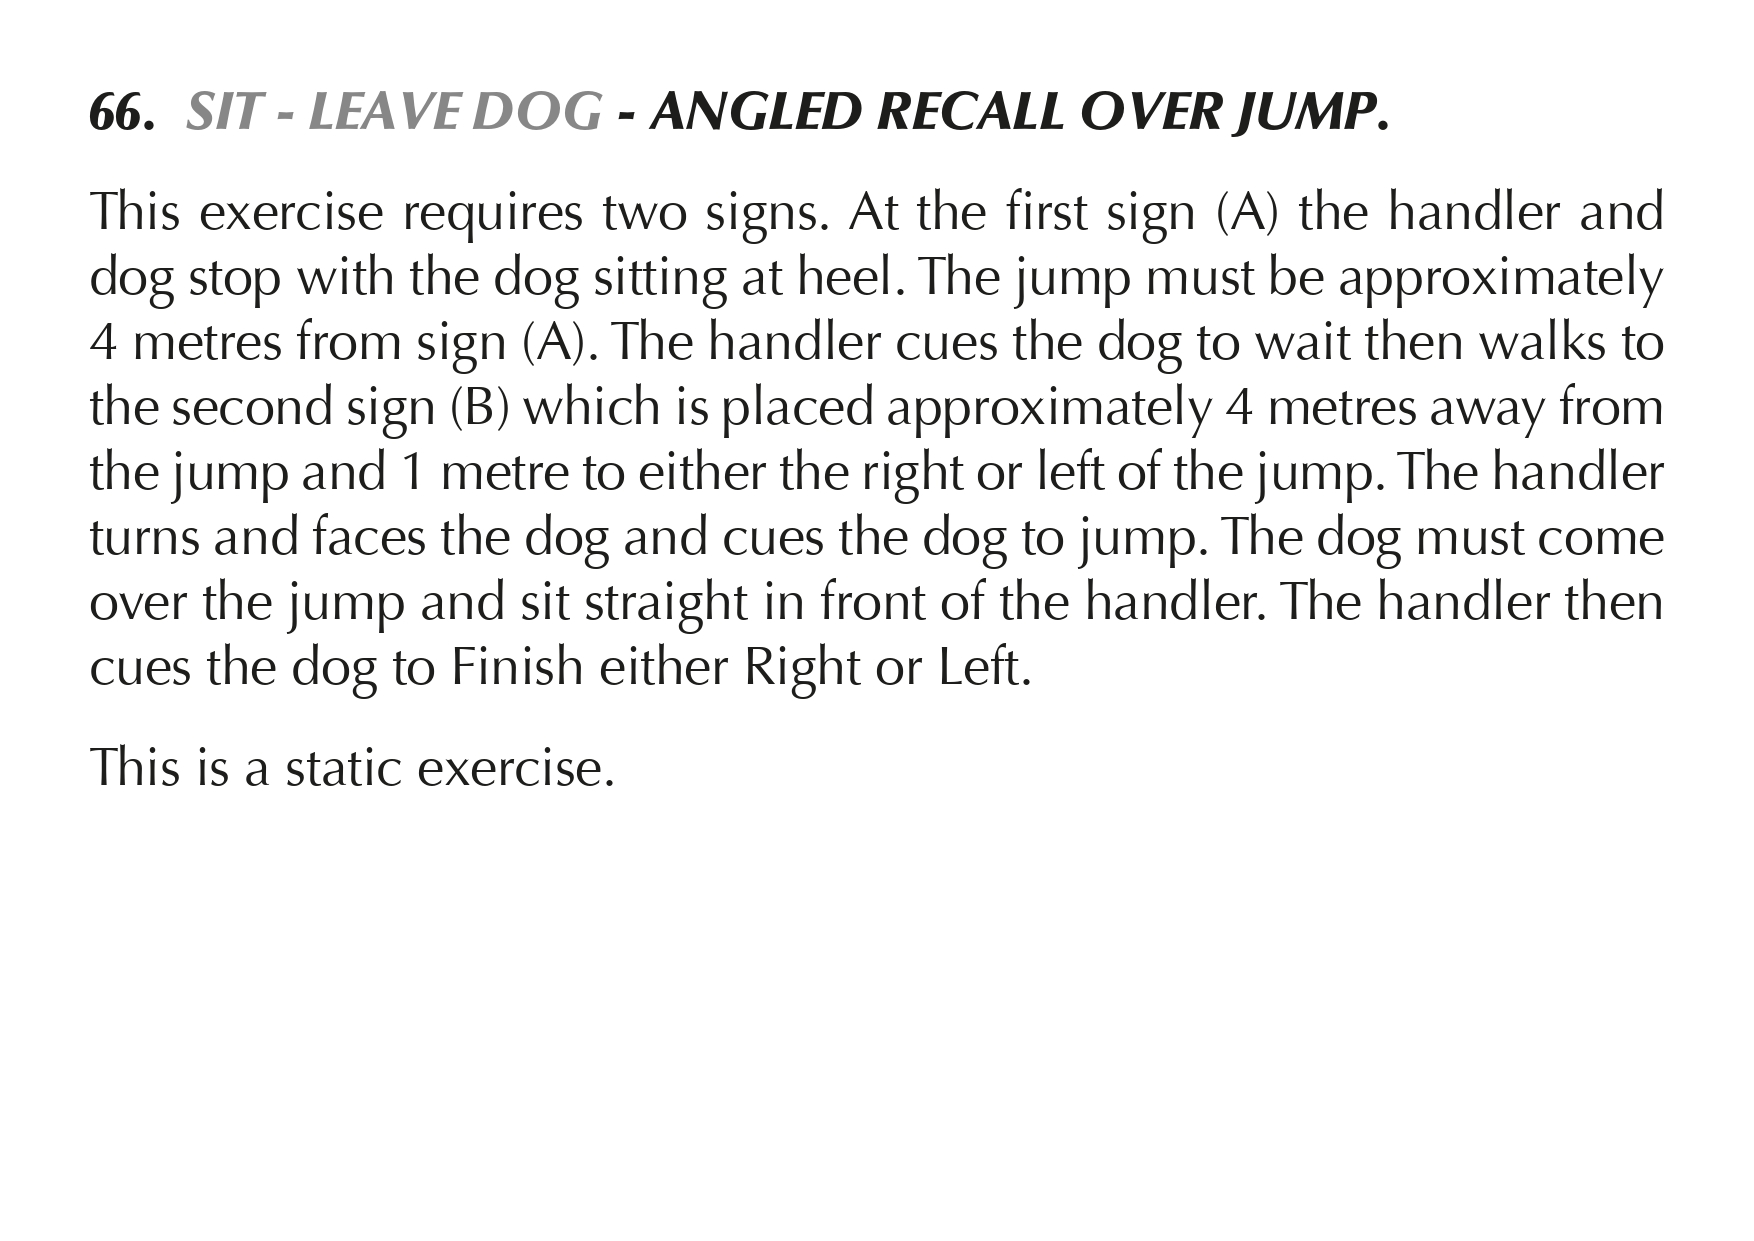 66. SIT - LEAVE DOG - ANGLED RECALL OVER JUMP.
This exercise requires two signs. At the first sign (A) the handler and
dog stop with the dog sitting at heel. The jump must be approximately
4 metres from sign (A). The handler cues the dog to wait then walks to
the second sign (B) which is placed approximately 4 metres away from
the jump and 1 metre to either the right or left of the jump. The handler
turns and faces the dog and cues the dog to jump. The dog must come
over the jump and sit straight in front of the handler. The handler then
cues the dog to Finish either Right or Left.
This is a static exercise.